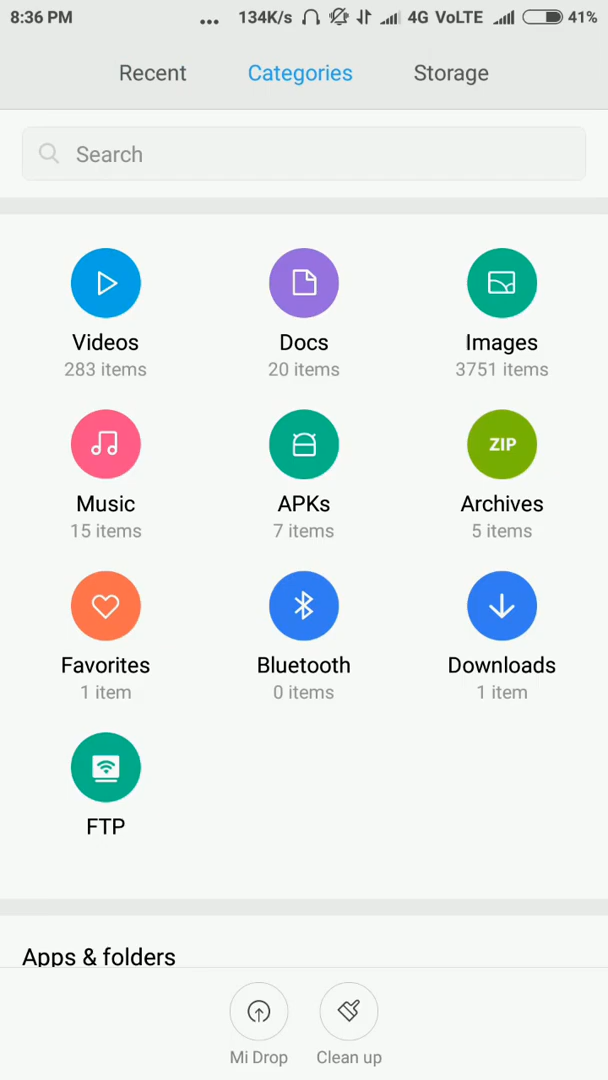 8:36 PM ... 134K/s 4G VoLTE 41%
Recent Categories Storage
Search
Videos Docs Images
283 items 20 items 3751 items
ZIP
Music APKs Archives
15 items 7 items 5 items
Favorites Bluetooth Downloads
1 item 0 items 1 item
FTP
Apps & folders
Mi Drop Clean up